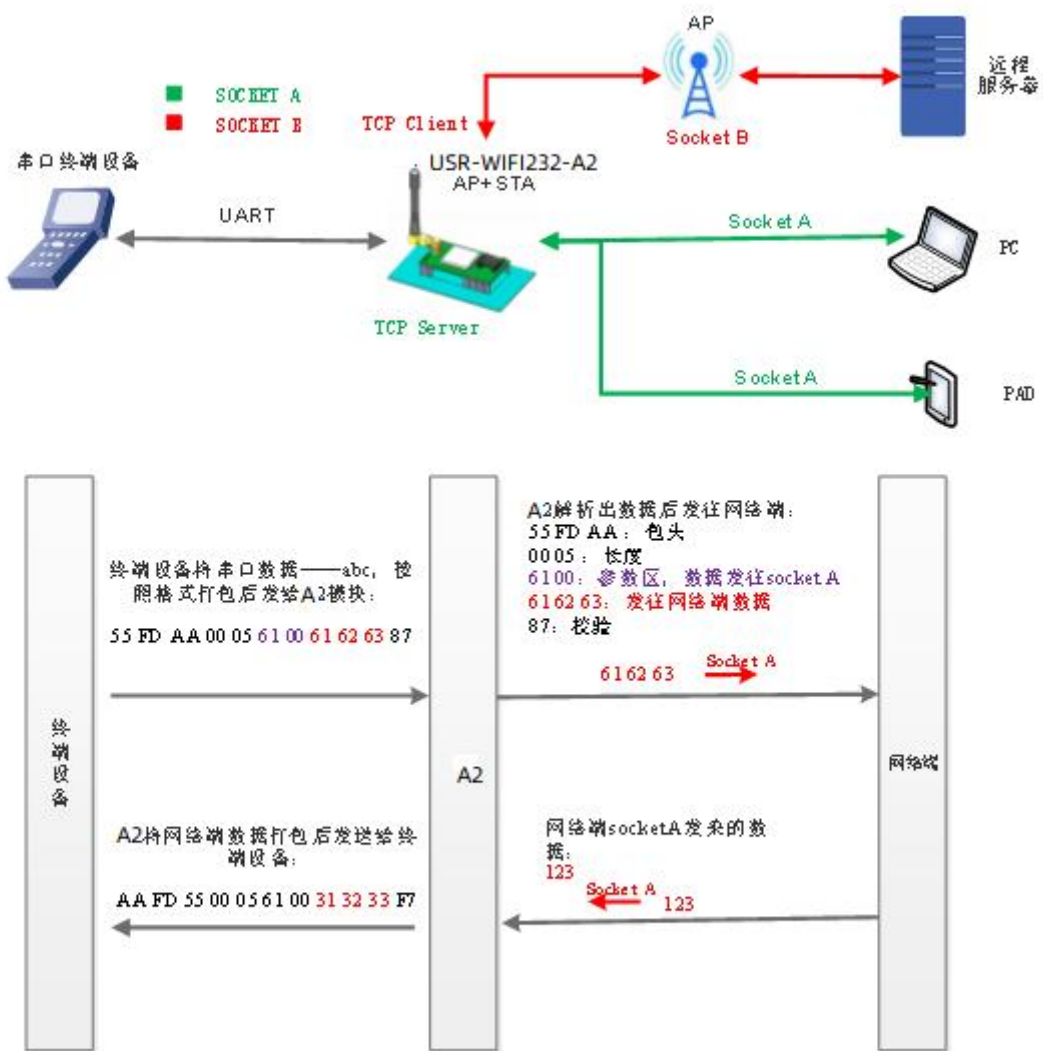 AP
远程
服务器
SOCKET A
SOCKET B
TCP Client
Socket B
串口终端设备
USR-WIFI232-A2
AP+STA
UART
Socket A
PC
TCP Server
Socket A
PAD
终端设备将串口数据——abc，按
照格式打包后发给A2模块：
55 FD AA 00 05 61 00 61 62 63 87
A2解析出数据后发往网络端：
55 FD AA：包头
0005：长度
6100：参数区，数据发往socket A
616263：发往网络端数据
87：校验
616263
Socket A
终端设备
A2
网络端
A2将网络端数据打包后发送给终
端设备：
AA FD 55 00 05 61 00 31 32 33 F7
网络端socketA发来的数
据：
123
Socket A
123